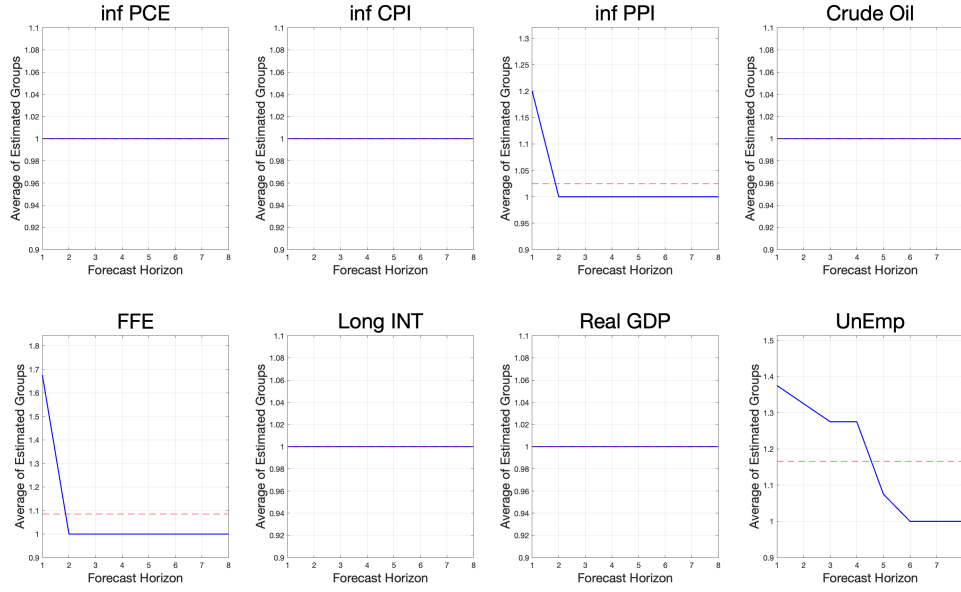 inf PCE
1.1
1.08
1.06
1.04
1.02
1
0.98
0.96
0.94
0.92
0.9
Average of Estimated Groups
1 2 3 4 5 6 7 8
Forecast Horizon
inf CPI
1.1
1.08
1.06
1.04
1.02
1
0.98
0.96
0.94
0.92
0.9
Average of Estimated Groups
1 2 3 4 5 6 7 8
Forecast Horizon
inf PPI
1.3
1.25
1.2
1.15
1.1
1.05
1
0.95
0.9
Average of Estimated Groups
1 2 3 4 5 6 7 8
Forecast Horizon
Crude Oil
1.1
1.08
1.06
1.04
1.02
1
0.98
0.96
0.94
0.92
0.9
Average of Estimated Groups
1 2 3 4 5 6 7
Forecast Horizon
FFE
1.8
1.7
1.6
1.5
1.4
1.3
1.2
1.1
1
0.9
Average of Estimated Groups
1 2 3 4 5 6 7 8
Forecast Horizon
Long INT
1.1
1.08
1.06
1.04
1.02
1
0.98
0.96
0.94
0.92
0.9
Average of Estimated Groups
1 2 3 4 5 6 7 8
Forecast Horizon
Real GDP
1.1
1.08
1.06
1.04
1.02
1
0.98
0.96
0.94
0.92
0.9
Average of Estimated Groups
1 2 3 4 5 6 7 8
Forecast Horizon
UnEmp
1.5
1.4
1.3
1.2
1.1
1
0.9
Average of Estimated Groups
1 2 3 4 5 6 7
Forecast Horizon